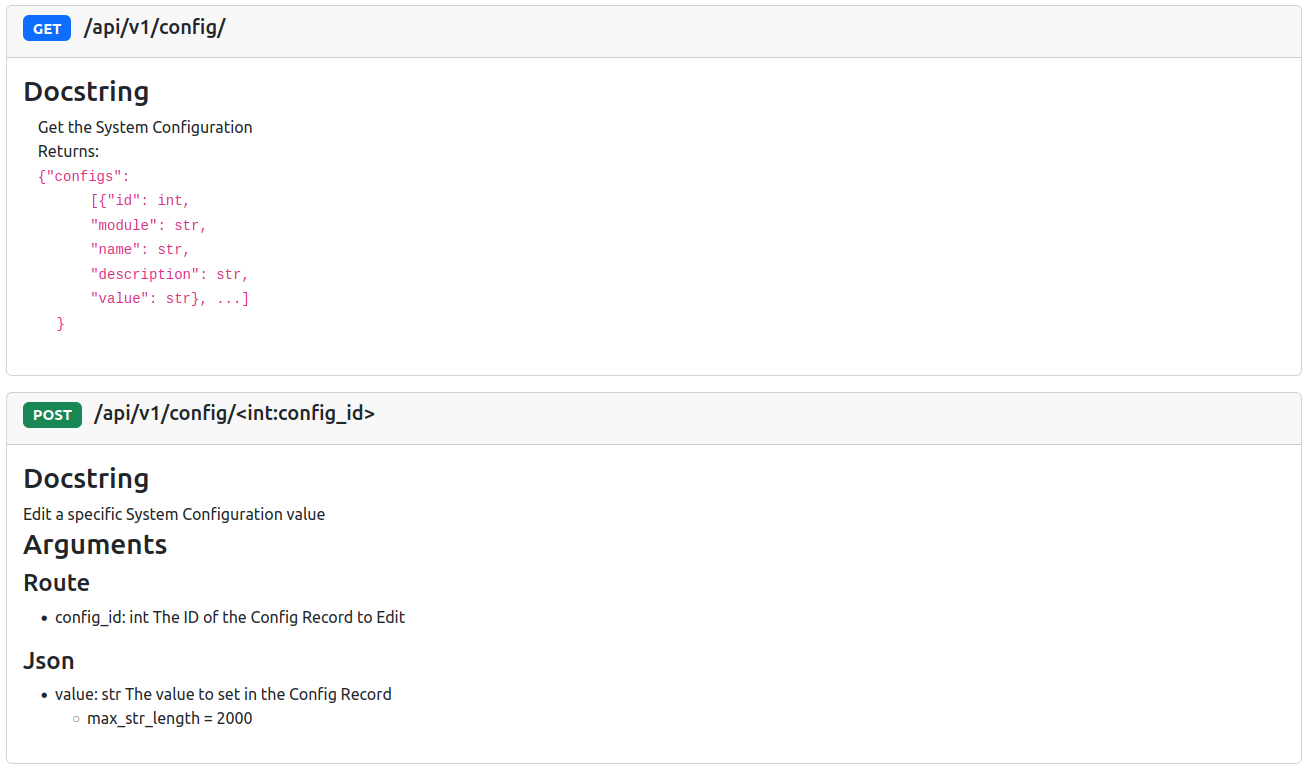 GET /api/v1/config/
Docstring
Get the System Configuration
Returns:
{"configs":
[{"id": int,
"module": str,
"name": str,
"description": str,
"value": str}, ...]
}
POST /api/v1/config/<int:config_id>
Docstring
Edit a specific System Configuration value
Arguments
Route
• config_id: int The ID of the Config Record to Edit
Json
• value: str The value to set in the Config Record
○ max_str_length = 2000